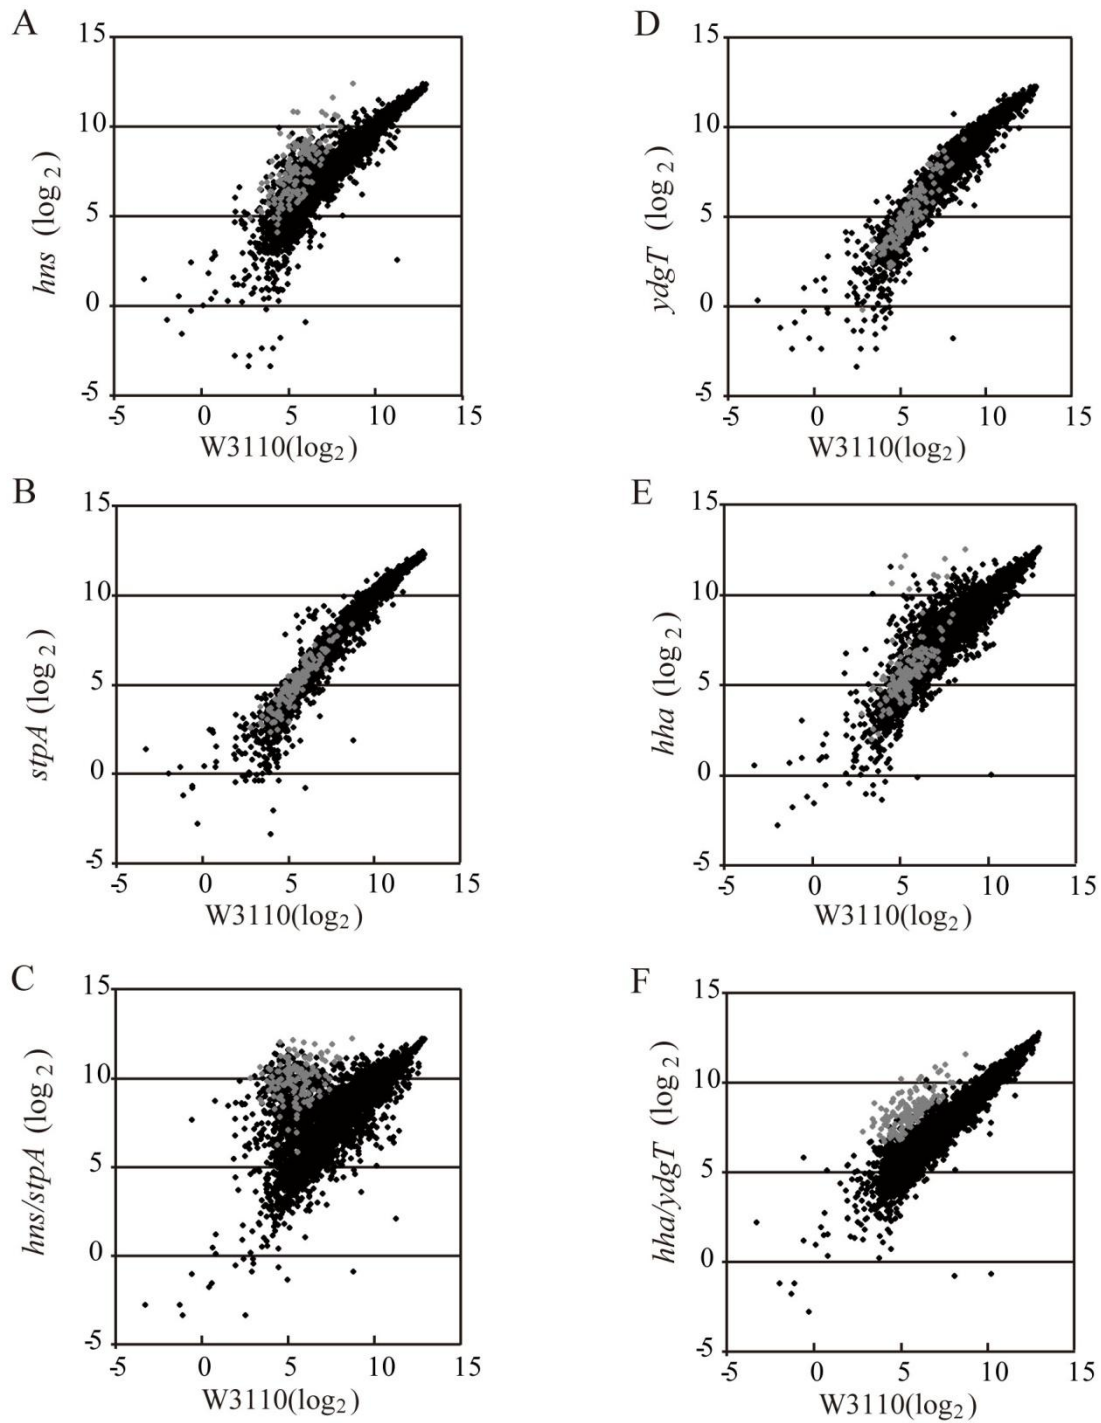 A
15
10
5
0
-5
-5 0 5 10 15
hns (log 2 )
W3110(log2 )
D
15
10
5
0
-5
-5 0 5 10 15
ydgT (log 2 )
W3110(log2 )
B
15
10
5
0
-5
-5 0 5 10 15
stpA (log 2 )
W3110(log2 )
E
15
10
5
0
-5
-5 0 5 10 15
hha (log 2 )
W3110(log2 )
C
15
10
5
0
-5
-5 0 5 10 15
hns/stpA (log 2 )
W3110(log2 )
F
15
10
5
0
-5
-5 0 5 10 15
hha/ydgT (log 2 )
W3110(log2 )